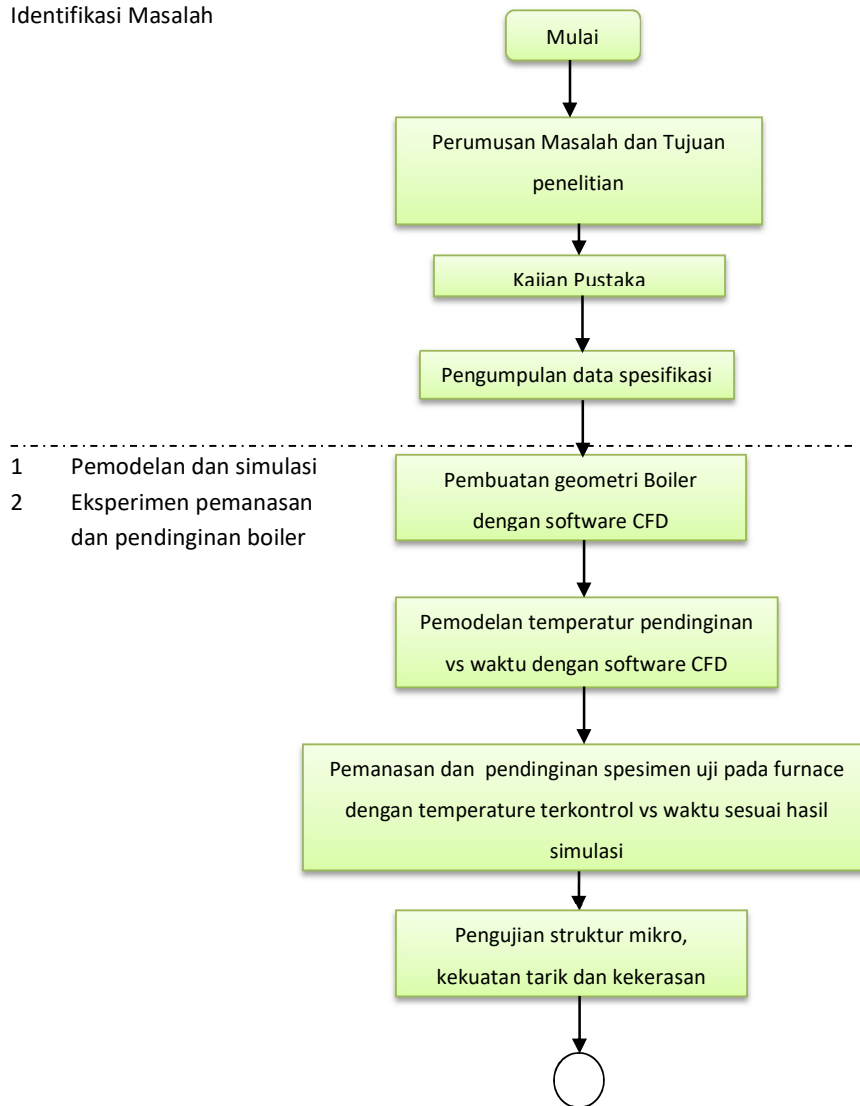 Identifikasi Masalah
Mulai
Perumusan Masalah dan Tujuan
penelitian
Kajian Pustaka
Pengumpulan data spesifikasi
1 Pemodelan dan simulasi
2 Eksperimen pemanasan
dan pendinginan boiler
Pembuatan geometri Boiler
dengan software CFD
Pemodelan temperatur pendinginan
vs waktu dengan software CFD
Pemanasan dan pendinginan spesimen uji pada furnace
dengan temperature terkontrol vs waktu sesuai hasil
simulasi
Pengujian struktur mikro,
kekuatan tarik dan kekerasan